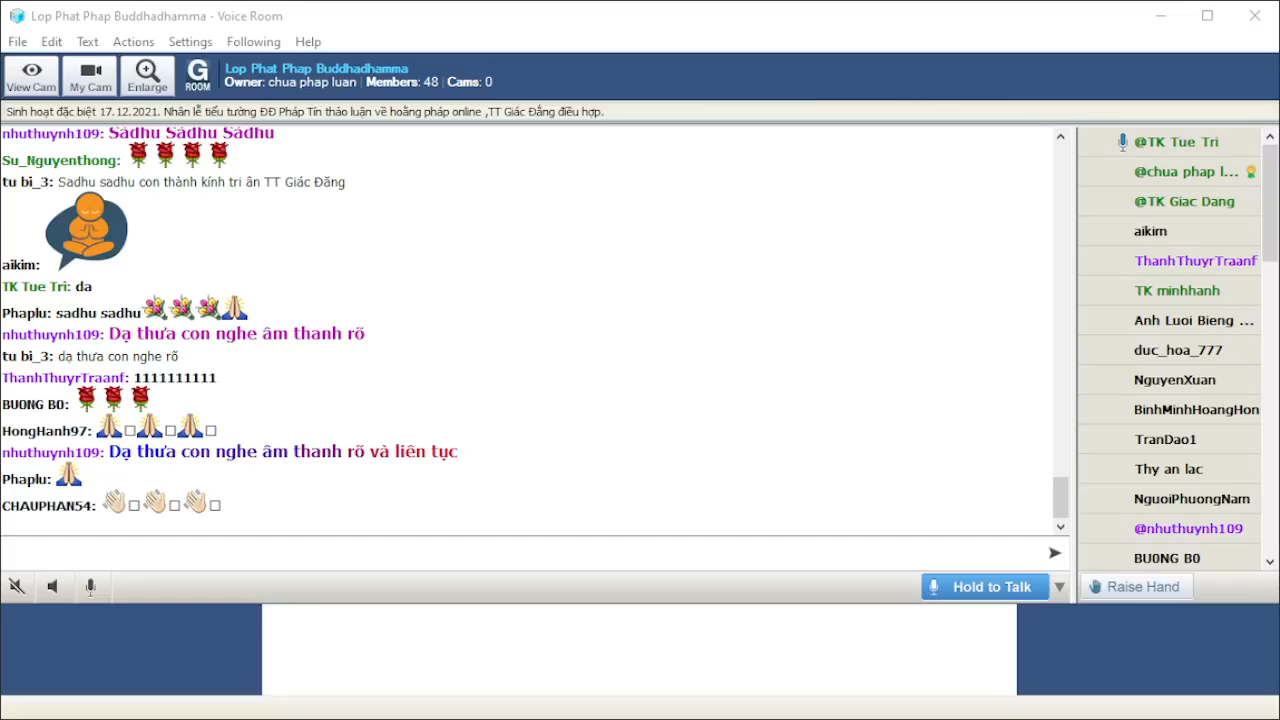 Lop Phat Phap Buddhadhamma - Voice Room
File Edit Text Actions Settings Following Help
View Cam My Cam Enlarge G ROOM
Lop Phat Phap Buddhadhamma
Owner: chua phap luan | Members: 48 | Cams: 0
Sinh hoạt đặc biệt 17.12.2021. Nhân lễ tiểu tường ĐĐ Pháp Tín thảo luận về hoằng pháp online ,TT Giác Đẳng điều hợp.
nhuthuynh109: Sādhu Sādhu Sādhu
Su_Nguyenthong:
tu bi_3: Sadhu sadhu con thành kính tri ân TT Giác Đăng
aikim:
TK Tue Tri: da
Phaplu: sadhu sadhu
nhuthuynh109: Dạ thưa con nghe âm thanh rõ
tu bi_3: dạ thưa con nghe rõ
ThanhThuyrTraanf: 1111111111
BU0NG B0:
HongHanh97:
nhuthuynh109: Dạ thưa con nghe âm thanh rõ và liên tục
Phaplu:
CHAUPHAN54:
@TK Tue Tri
@chua phap l...
@TK Giac Dang
aikim
ThanhThuyrTraanf
TK minhhanh
Anh Luoi Bieng ...
duc_hoa_777
NguyenXuan
BinhMinhHoangHon
TranDao1
Thy an lac
NguoiPhuongNam
@nhuthuynh109
BU0NG B0
Hold to Talk
Raise Hand